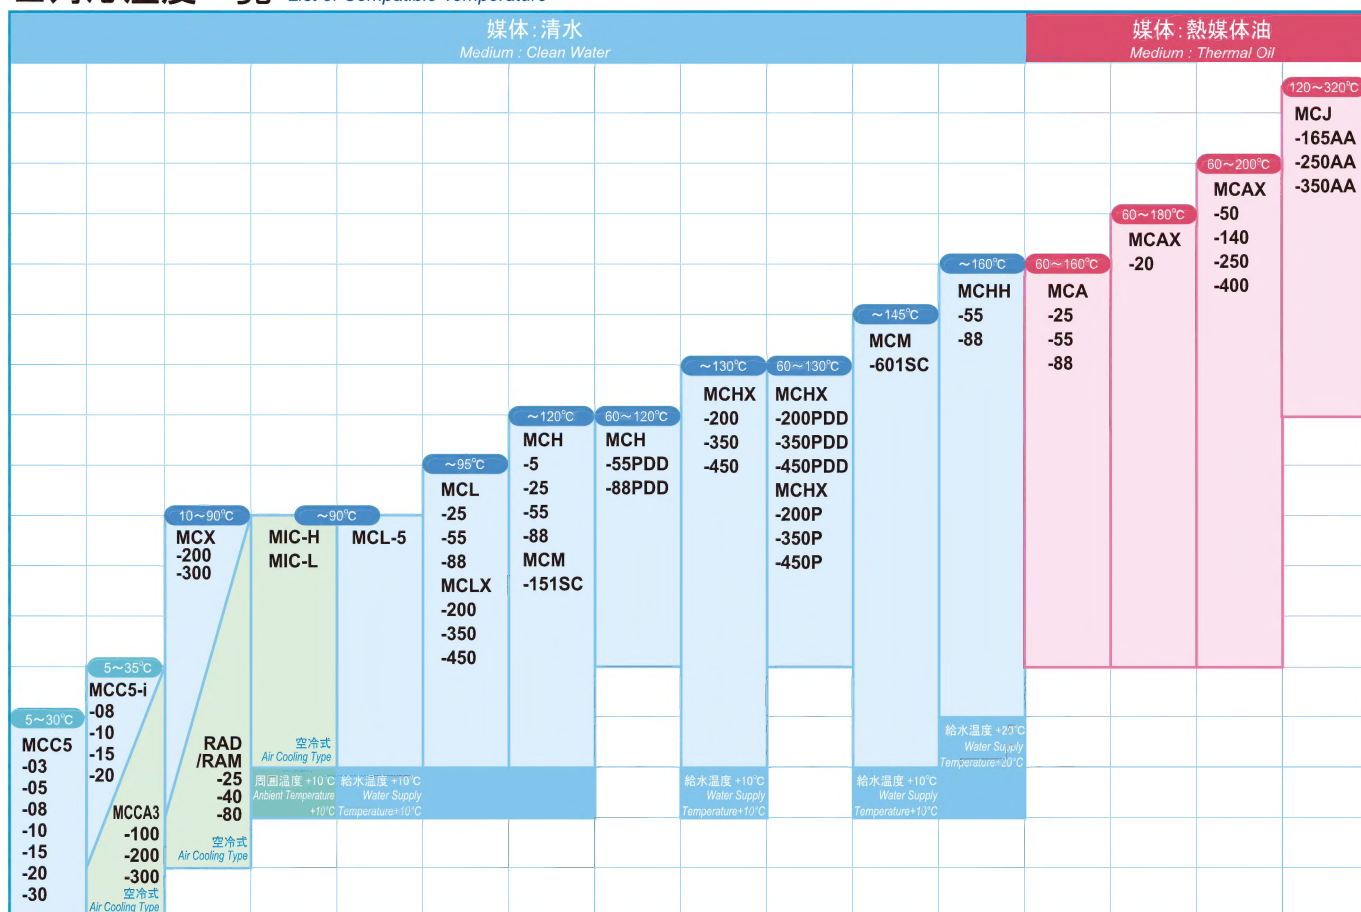 List of Compatible Temperature
媒体:清水
Medium : Clean Water
媒体:熱媒体油
Medium : Thermal Oil
5~30℃
MCC5
-03
-05
-08
-10
-15
-20
-30
5~35℃
MCC5-i
-08
-10
-15
-20
MCCA3
-100
-200
-300
空冷式
Air Cooling Type
10~90℃
MCX
-200
-300
RAD
/RAM
-25
-40
-80
空冷式
Air Cooling Type
~90℃
MIC-H
MIC-L
空冷式
Air Cooling Type
周囲温度 +10℃
Anbient Temperature
+10℃
MCL-5
給水温度 +10℃
Water Supply
Temperature+10℃
~95℃
MCL
-25
-55
-88
MCLX
-200
-350
-450
~120℃
MCH
-5
-25
-55
-88
MCM
-151SC
60~120℃
MCH
-55PDD
-88PDD
~130℃
MCHX
-200
-350
-450
給水温度 +10℃
Water Supply
Temperature+10℃
60~130℃
MCHX
-200PDD
-350PDD
-450PDD
MCHX
-200P
-350P
-450P
~145℃
MCM
-601SC
給水温度 +10℃
Water Supply
Temperature+10℃
~160℃
MCHH
-55
-88
給水温度 +20℃
Water Supply
Temperature+20℃
60~160℃
MCA
-25
-55
-88
60~180℃
MCAX
-20
60~200℃
MCAX
-50
-140
-250
-400
120~320℃
MCJ
-165AA
-250AA
-350AA